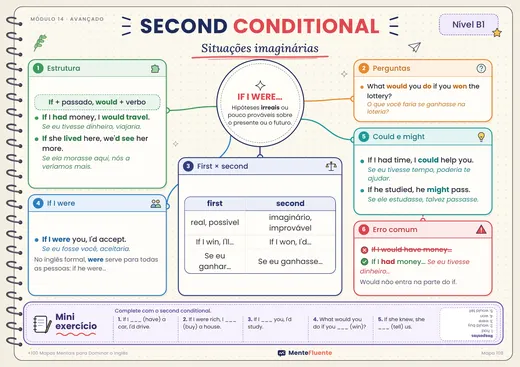 MÓDULO 14 · AVANÇADO
SECOND CONDITIONAL
Nível B1
Situações imaginárias
1 Estrutura
If + passado, would + verbo
If I had money, I would travel.
Se eu tivesse dinheiro, viajaria.
If she lived here, we'd see her
more.
Se ela morasse aqui, nós a
veríamos mais.
IF I WERE...
Hipóteses irreais ou
pouco prováveis sobre
o presente ou o futuro.
2 Perguntas
What would you do if you won the
lottery?
O que você faria se ganhasse na
loteria?
3 First × second
first second
real, possível imaginário,
improvável
If I win, I'll... If I won, I'd...
Se eu
ganhar... Se eu ganhasse...
4 If I were
If I were you, I'd accept.
Se eu fosse você, aceitaria.
No inglês formal, were serve para todas
as pessoas: if he were...
5 Could e might
If I had time, I could help you.
Se eu tivesse tempo, poderia te
ajudar.
If he studied, he might pass.
Se ele estudasse, talvez passasse.
6 Erro comum
If I would have money...
If I had money... Se eu tivesse
dinheiro...
Would não entra na parte do if.
Mini
exercício
Complete com o second conditional.
1. If I ___ (have) a
car, I'd drive.
2. If I were rich, I ___
(buy) a house.
3. If I ___ you, I'd
study.
4. What would you
do if you ___ (win)?
5. If she knew, she
___ (tell) us.
Respostas
+150 Mapas Mentais para Dominar o Inglês
MenteFluente